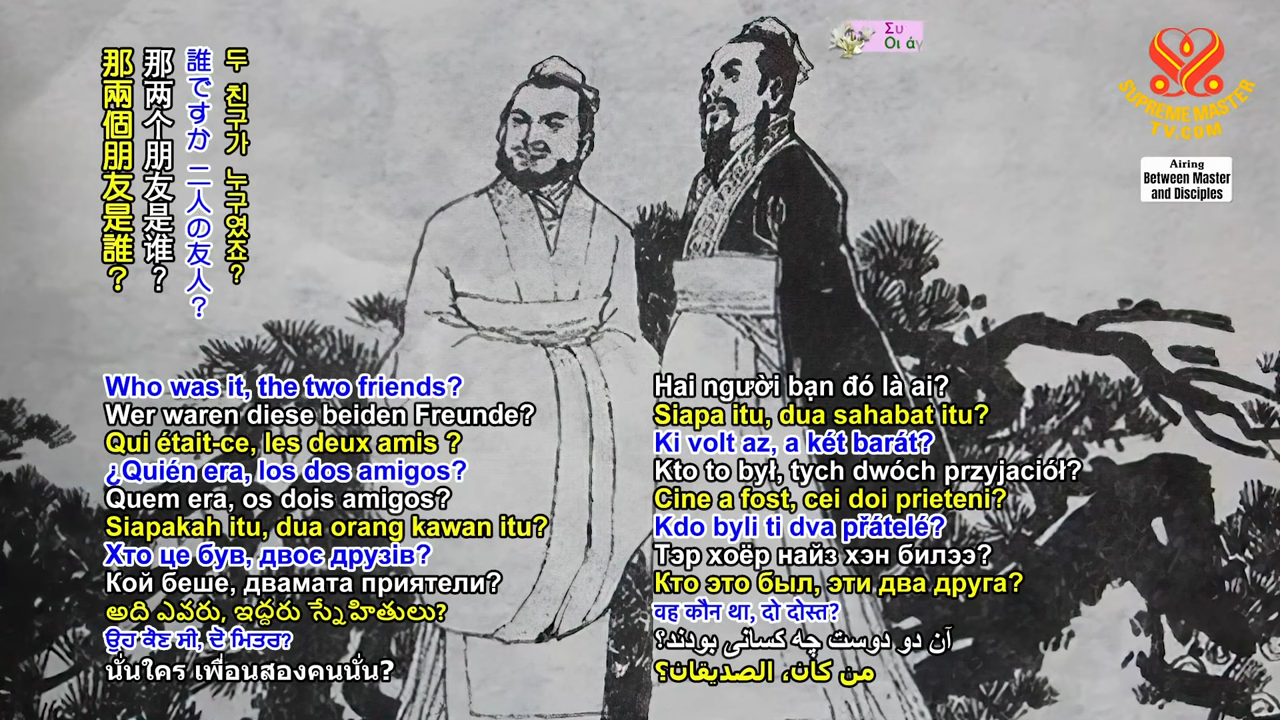 那兩個朋友是誰？
那两个朋友是谁？
誰ですか 二人の友人？
두 친구가 누구였죠？
Συ
Οι άγ
SUPREME MASTER
TV.COM
Airing
Between Master
and Disciples
Who was it, the two friends?
Wer waren diese beiden Freunde?
Qui était-ce, les deux amis ?
¿Quién era, los dos amigos?
Quem era, os dois amigos?
Siapakah itu, dua orang kawan itu?
Хто це був, двоє друзів?
Кой беше, двамата приятели?
అది ఎవరు, ఇద్దరు స్నేహితులు?
ਉਹ ਕੌਣ ਸੀ, ਦੋ ਮਿਤਰ?
นั่นใคร เพื่อนสองคนนั่น?
Hai người bạn đó là ai?
Siapa itu, dua sahabat itu?
Ki volt az, a két barát?
Kto to był, tych dwóch przyjaciół?
Cine a fost, cei doi prieteni?
Kdo byli ti dva přátelé?
Тэр хоёр найз хэн билээ?
Кто это был, эти два друга?
वह कौन था, दो दोस्त?
آن دو دوست چه کسانی بودند؟
من كان، الصديقان؟